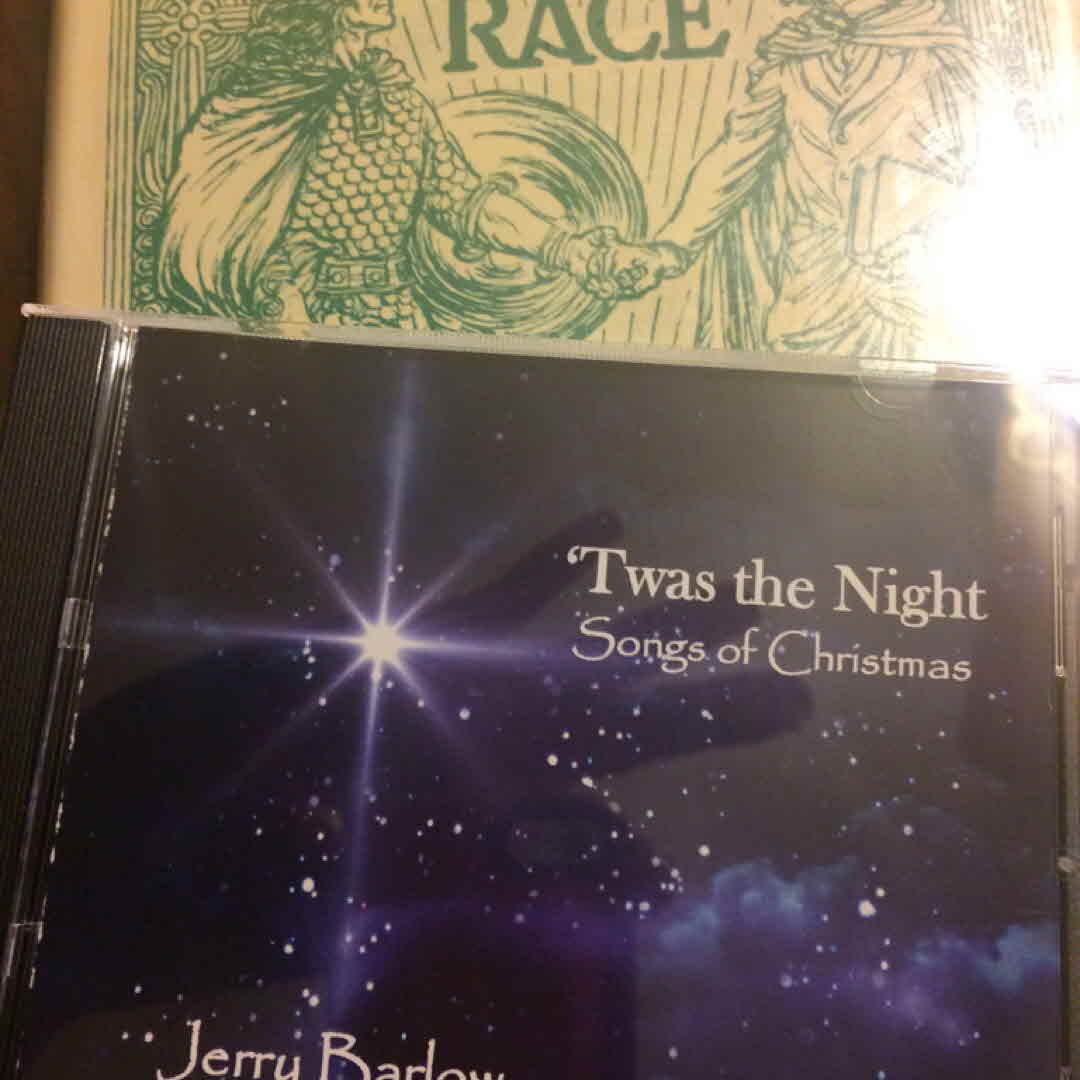 RACE
‘Twas the Night
Songs of Christmas
Jerry Barlow